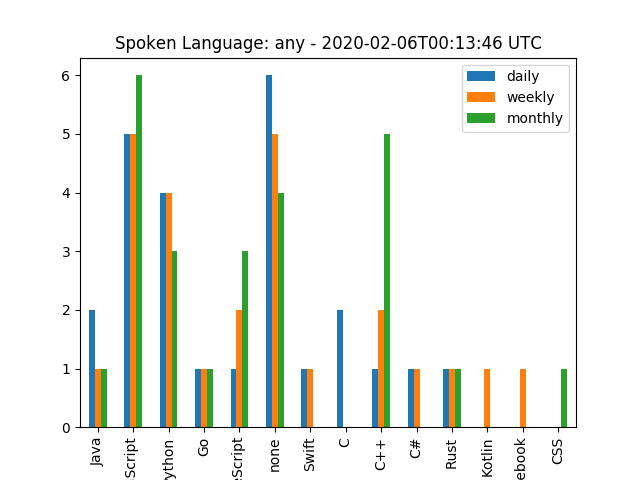 Spoken Language: any - 2020-02-06T00:13:46 UTC
daily
weekly
monthly
6
5
4
3
2
1
0
Java
Script
ython
Go
eScript
none
Swift
C
C++
C#
Rust
Kotlin
ebook
CSS